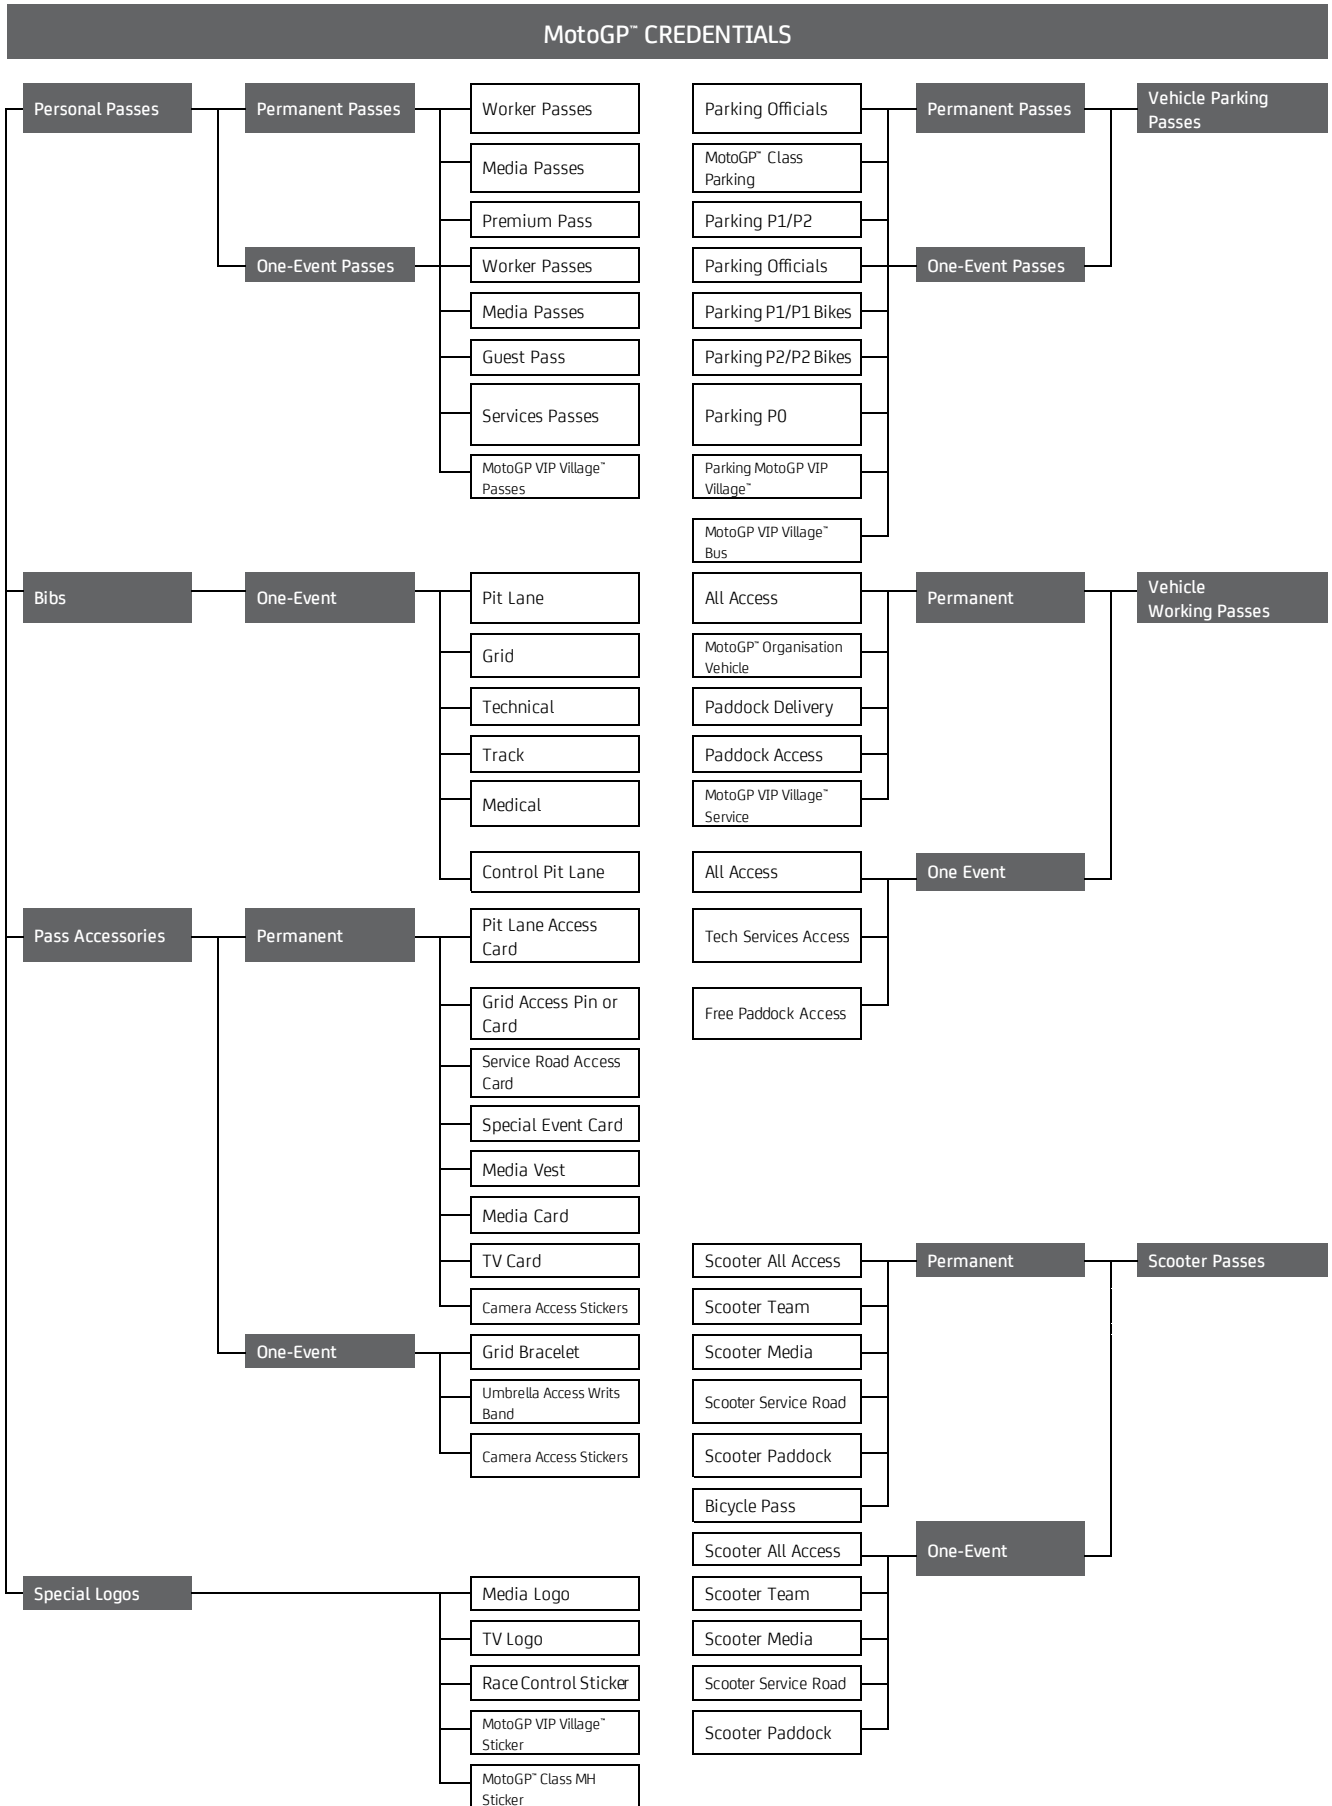 MotoGP™ CREDENTIALS
Personal Passes
Permanent Passes
Worker Passes
Media Passes
Premium Pass
One-Event Passes
Worker Passes
Media Passes
Guest Pass
Services Passes
MotoGP VIP Village™
Passes
Parking Officials
MotoGP™ Class
Parking
Parking P1/P2
Permanent Passes
Vehicle Parking
Passes
Parking Officials
Parking P1/P1 Bikes
Parking P2/P2 Bikes
Parking P0
Parking MotoGP VIP
Village™
MotoGP VIP Village™
Bus
One-Event Passes
Bibs
One-Event
Pit Lane
Grid
Technical
Track
Medical
Control Pit Lane
All Access
MotoGP™ Organisation
Vehicle
Paddock Delivery
Paddock Access
MotoGP VIP Village™
Service
Permanent
Vehicle
Working Passes
All Access
Tech Services Access
Free Paddock Access
One Event
Pass Accessories
Permanent
Pit Lane Access
Card
Grid Access Pin or
Card
Service Road Access
Card
Special Event Card
Media Vest
Media Card
TV Card
Camera Access Stickers
One-Event
Grid Bracelet
Umbrella Access Writs
Band
Camera Access Stickers
Scooter All Access
Scooter Team
Scooter Media
Scooter Service Road
Scooter Paddock
Bicycle Pass
Permanent
Scooter Passes
Scooter All Access
Scooter Team
Scooter Media
Scooter Service Road
Scooter Paddock
One-Event
Special Logos
Media Logo
TV Logo
Race Control Sticker
MotoGP VIP Village™
Sticker
MotoGP™ Class MH
Sticker